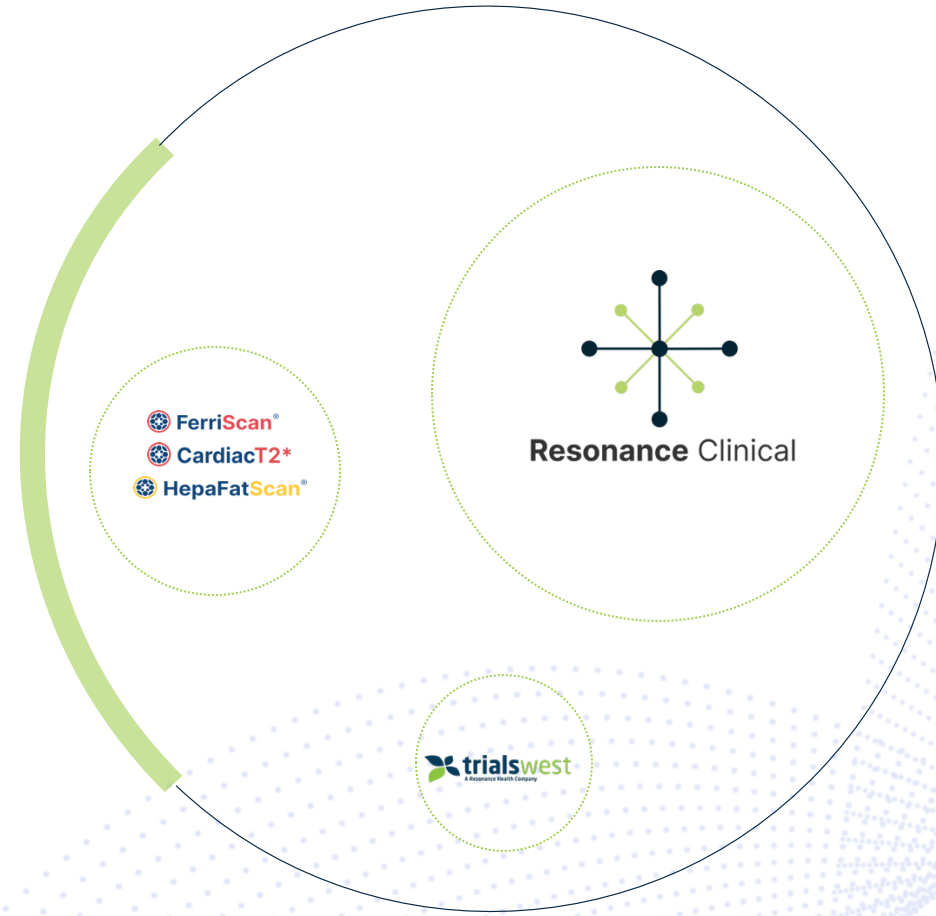 FerriScan®
CardiacT2*
HepaFatScan®
Resonance Clinical
trialswest
A Resonance Health Company